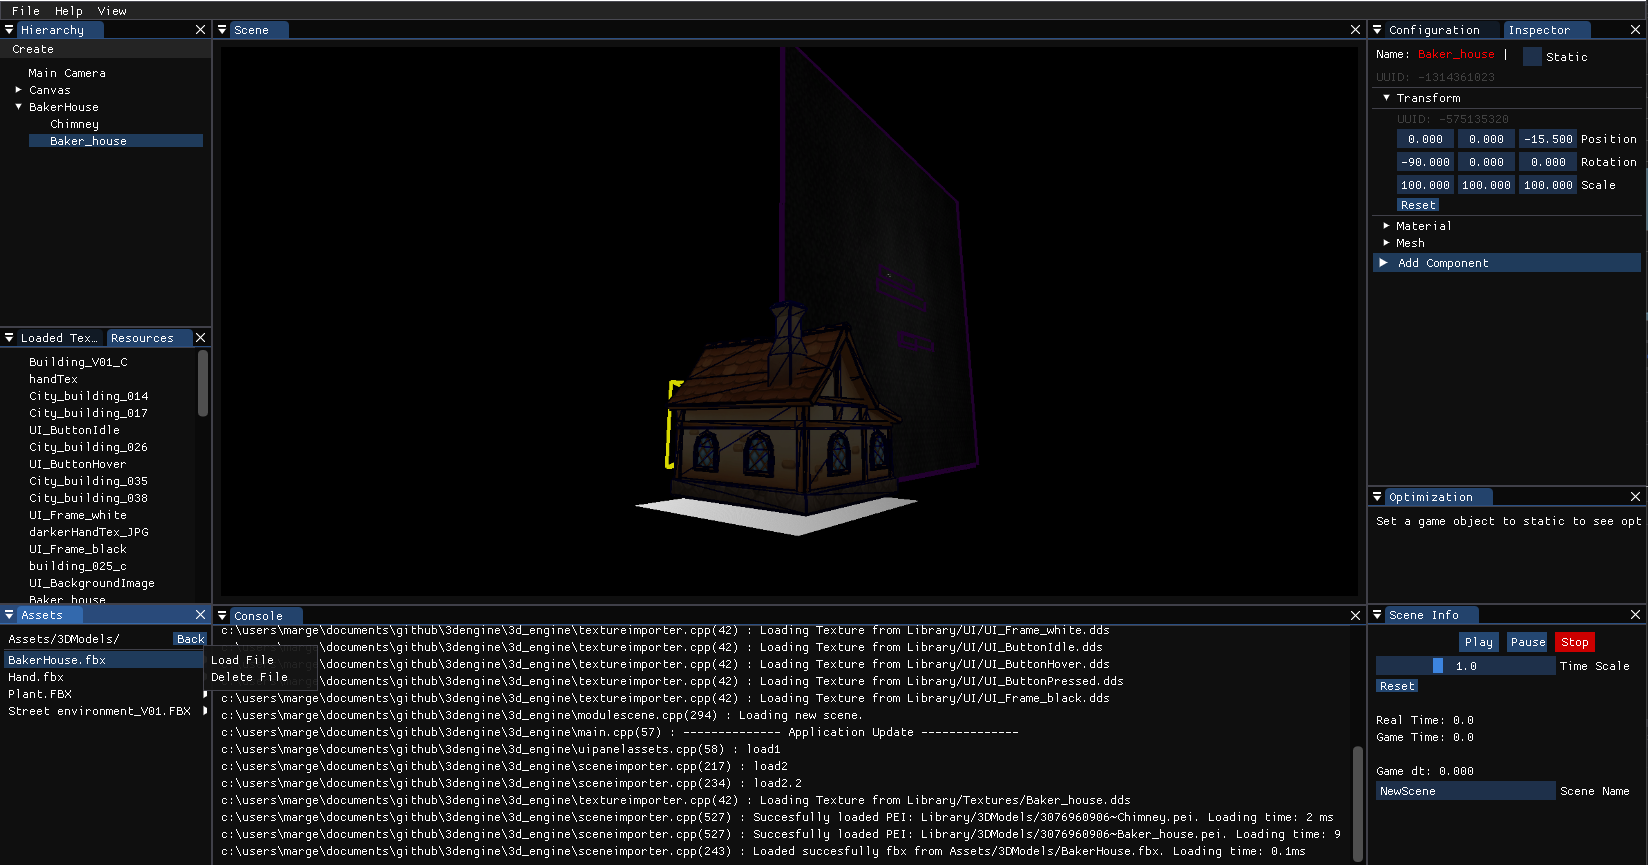 File Help View
Hierarchy
Create
Main Camera
Canvas
BakerHouse
Chimney
Baker_house
Loaded Tex... Resources
Building_V01_C
handTex
City_building_014
City_building_017
UI_ButtonIdle
City_building_026
UI_ButtonHover
City_building_035
City_building_038
UI_Frame_white
darkerHandTex_JPG
UI_Frame_black
building_025_c
UI_BackgroundImage
Baker_house
Assets
Assets/3DModels/ Back
BakerHouse.fbx
Hand.fbx
Plant.FBX
Street environment_V01.FBX
Load File
Delete File
Scene
Console
c:\users\marge\documents\github\3dengine\3d_engine\textureimporter.cpp(42) : Loading Texture from Library/UI/UI_Frame_white.dds
\users\marge\documents\github\3dengine\3d_engine\textureimporter.cpp(42) : Loading Texture from Library/UI/UI_ButtonIdle.dds
\github\3dengine\3d_engine\textureimporter.cpp(42) : Loading Texture from Library/UI/UI_ButtonHover.dds
\github\3dengine\3d_engine\textureimporter.cpp(42) : Loading Texture from Library/UI/UI_ButtonPressed.dds
c:\users\marge\documents\github\3dengine\3d_engine\textureimporter.cpp(42) : Loading Texture from Library/UI/UI_Frame_black.dds
c:\users\marge\documents\github\3dengine\3d_engine\modulescene.cpp(294) : Loading new scene.
c:\users\marge\documents\github\3dengine\3d_engine\main.cpp(57) : -------------- Application Update --------------
c:\users\marge\documents\github\3dengine\3d_engine\uipanelassets.cpp(58) : load1
c:\users\marge\documents\github\3dengine\3d_engine\sceneimporter.cpp(217) : load2
c:\users\marge\documents\github\3dengine\3d_engine\sceneimporter.cpp(234) : load2.2
c:\users\marge\documents\github\3dengine\3d_engine\textureimporter.cpp(42) : Loading Texture from Library/Textures/Baker_house.dds
c:\users\marge\documents\github\3dengine\3d_engine\sceneimporter.cpp(527) : Succesfully loaded PEI: Library/3DModels/3076960906~Chimney.pei. Loading time: 2 ms
c:\users\marge\documents\github\3dengine\3d_engine\sceneimporter.cpp(527) : Succesfully loaded PEI: Library/3DModels/3076960906~Baker_house.pei. Loading time: 9
c:\users\marge\documents\github\3dengine\3d_engine\sceneimporter.cpp(243) : Loaded succesfully fbx from Assets/3DModels/BakerHouse.fbx. Loading time: 0.1ms
Configuration Inspector
Name: Baker_house | Static
UUID: -1314361023
Transform
UUID: -575135320
0.000 0.000 -15.500 Position
-90.000 0.000 0.000 Rotation
100.000 100.000 100.000 Scale
Reset
Material
Mesh
Add Component
Optimization
Set a game object to static to see opt
Scene Info
Play Pause Stop
1.0 Time Scale
Reset
Real Time: 0.0
Game Time: 0.0
Game dt: 0.000
NewScene Scene Name